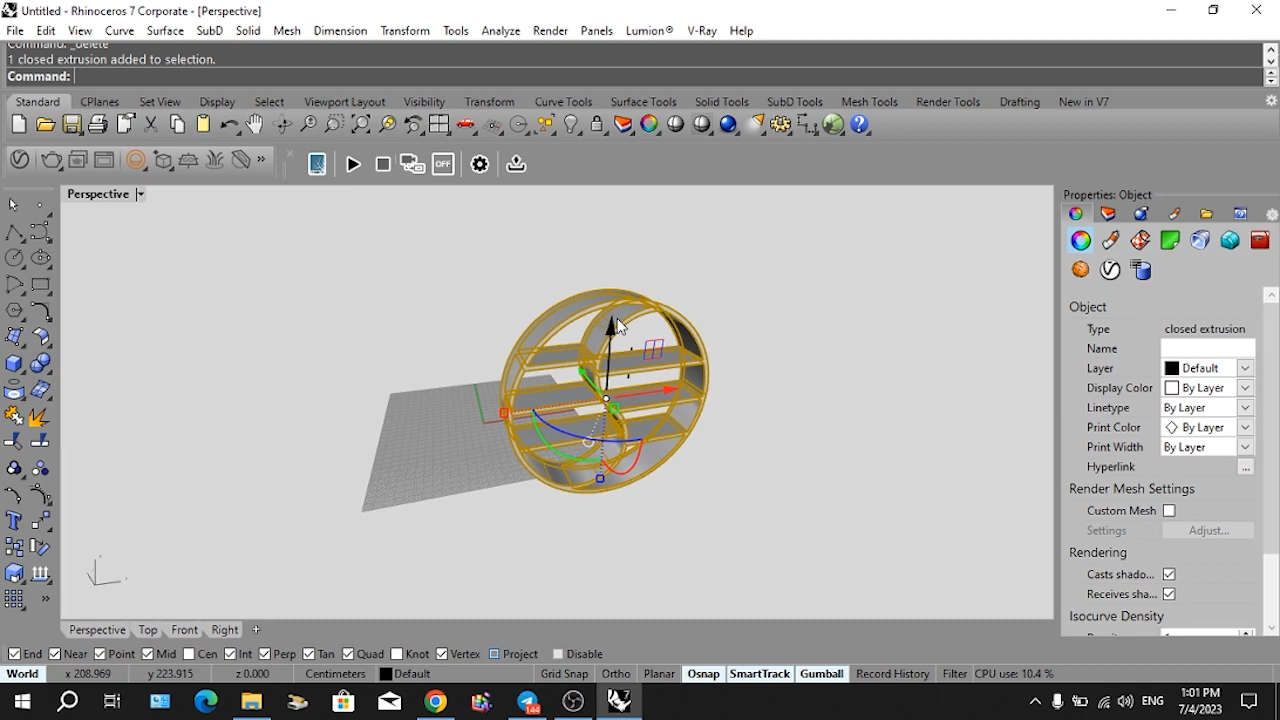 Untitled - Rhinoceros 7 Corporate - [Perspective]
File Edit View Curve Surface SubD Solid Mesh Dimension Transform Tools Analyze Render Panels Lumion® V-Ray Help
Command: _delete
1 closed extrusion added to selection.
Command:
Standard CPlanes Set View Display Select Viewport Layout Visibility Transform Curve Tools Surface Tools Solid Tools SubD Tools Mesh Tools Render Tools Drafting New in V7
OFF
Perspective
Properties: Object
Object
Type closed extrusion
Name
Layer Default
Display Color By Layer
Linetype By Layer
Print Color By Layer
Print Width By Layer
Hyperlink ...
Render Mesh Settings
Custom Mesh
Settings Adjust...
Rendering
Casts shado...
Receives sha...
Isocurve Density
Perspective Top Front Right
End Near Point Mid Cen Int Perp Tan Quad Knot Vertex Project Disable
World x 208.969 y 223.915 z 0.000 Centimeters Default Grid Snap Ortho Planar Osnap SmartTrack Gumball Record History Filter CPU use: 10.4 %
144
ENG
1:01 PM
7/4/2023